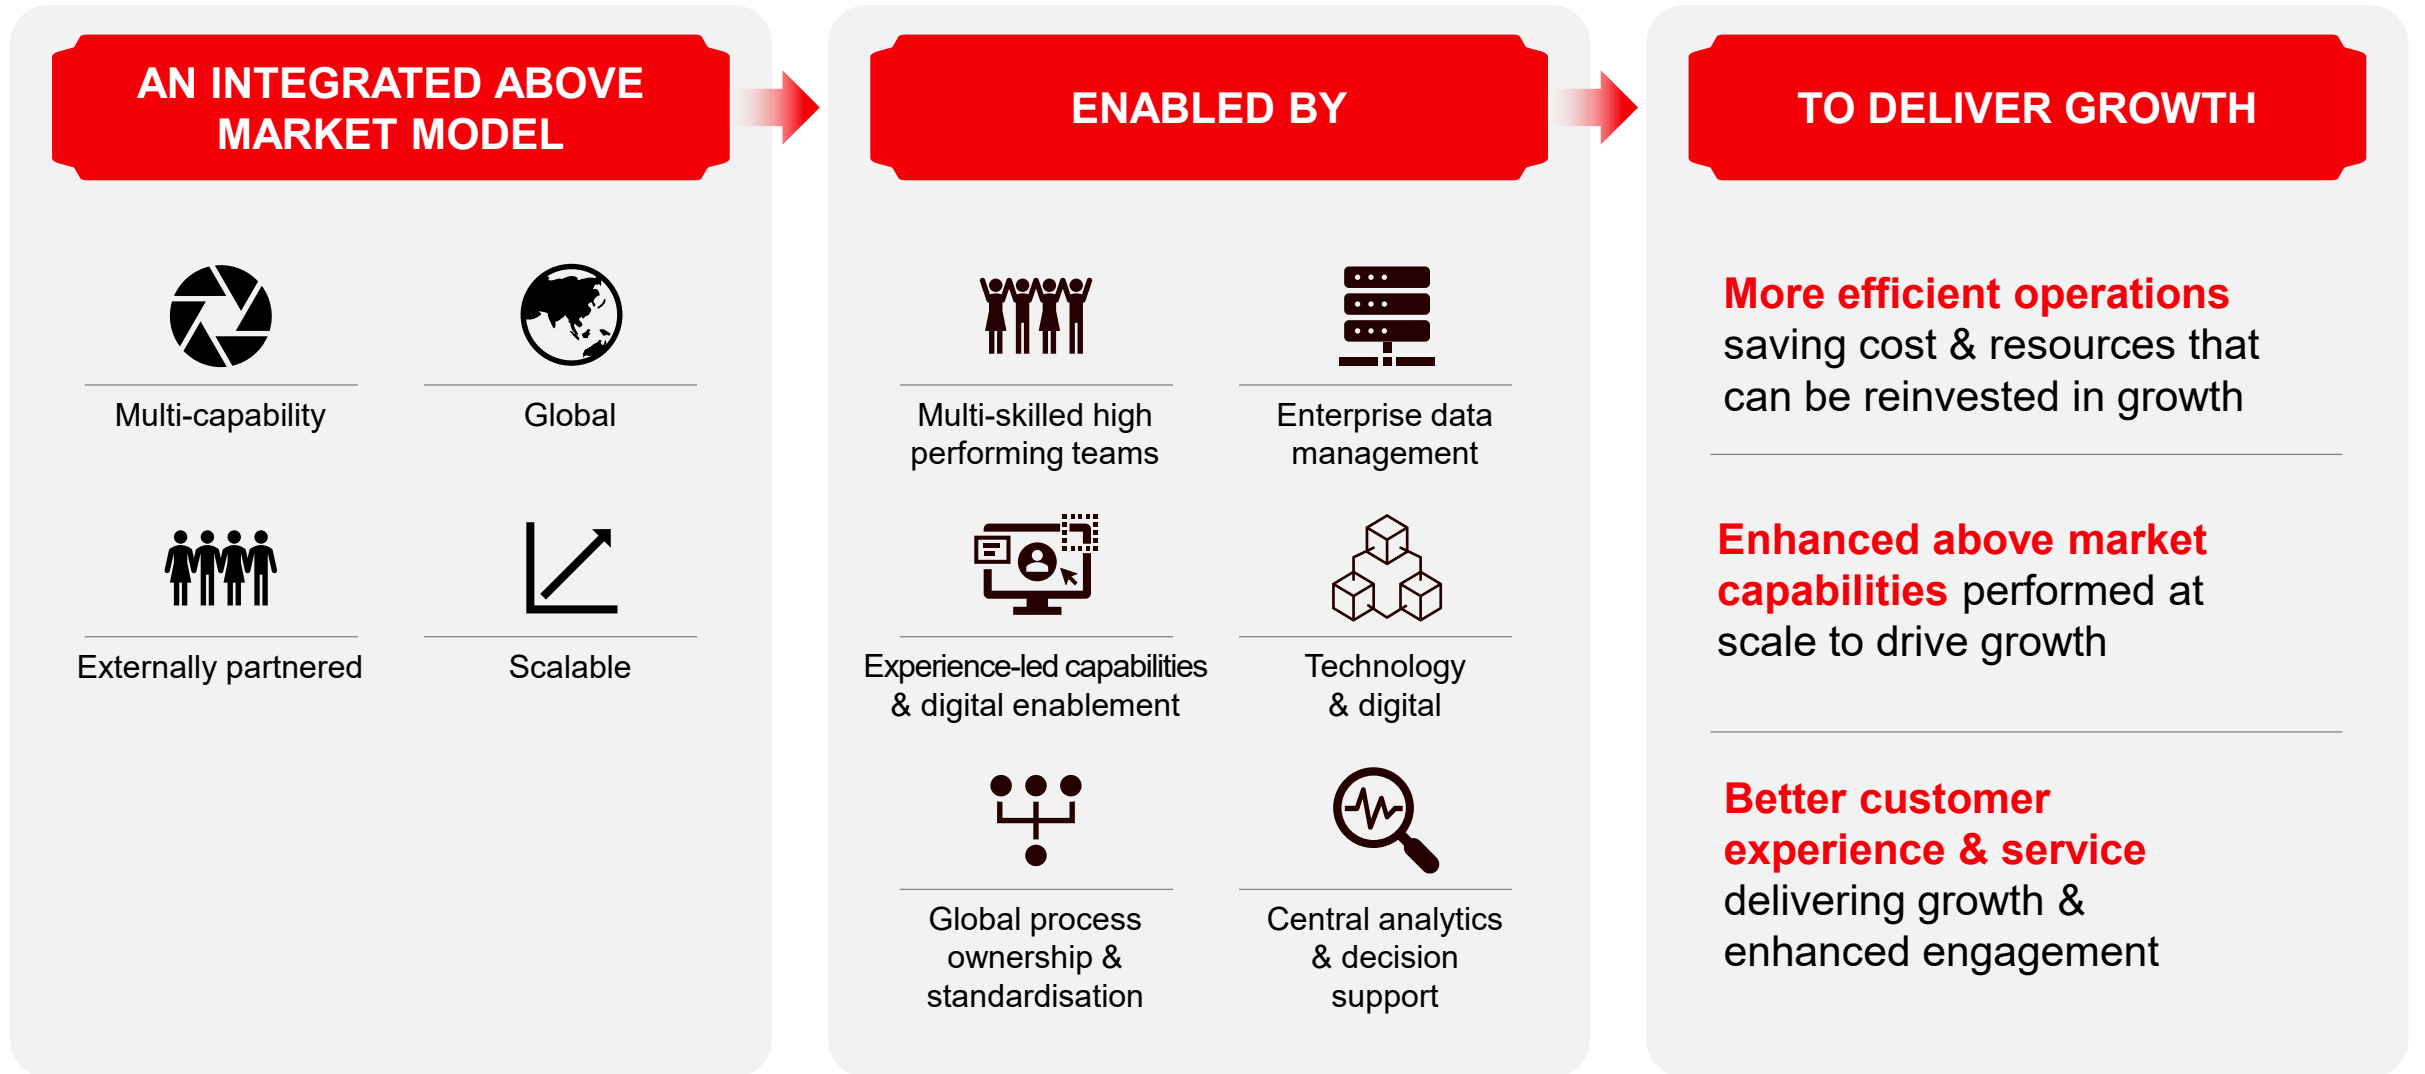 AN INTEGRATED ABOVE
MARKET MODEL
Multi-capability
Global
Externally partnered
Scalable
ENABLED BY
Multi-skilled high
performing teams
Enterprise data
management
Experience-led capabilities
& digital enablement
Technology
& digital
Global process
ownership &
standardisation
Central analytics
& decision
support
TO DELIVER GROWTH
More efficient operations
saving cost & resources that
can be reinvested in growth
Enhanced above market
capabilities performed at
scale to drive growth
Better customer
experience & service
delivering growth &
enhanced engagement